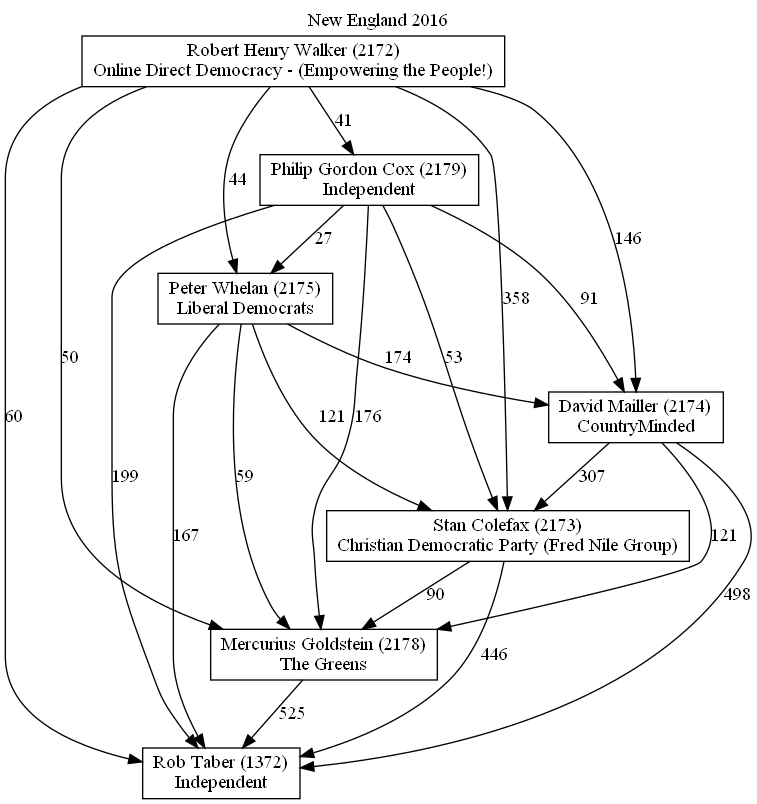 New England 2016
Robert Henry Walker (2172)
Online Direct Democracy - (Empowering the People!)
41
Philip Gordon Cox (2179)
Independent
44
27
146
Peter Whelan (2175)
Liberal Democrats
358
91
50
174
53
60
121
176
David Mailler (2174)
CountryMinded
199
59
307
167
Stan Colefax (2173)
Christian Democratic Party (Fred Nile Group)
121
90
498
Mercurius Goldstein (2178)
The Greens
446
525
Rob Taber (1372)
Independent